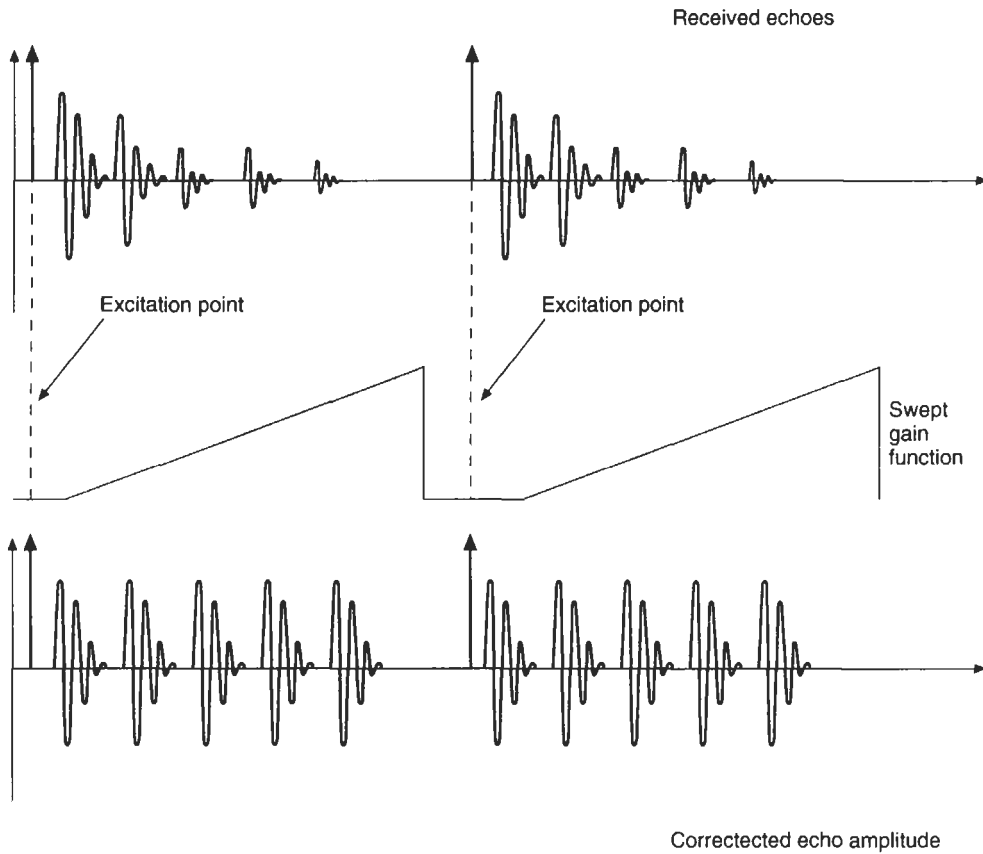 Received echoes
Excitation point
Excitation point
Swept
gain
function
Correctected echo amplitude